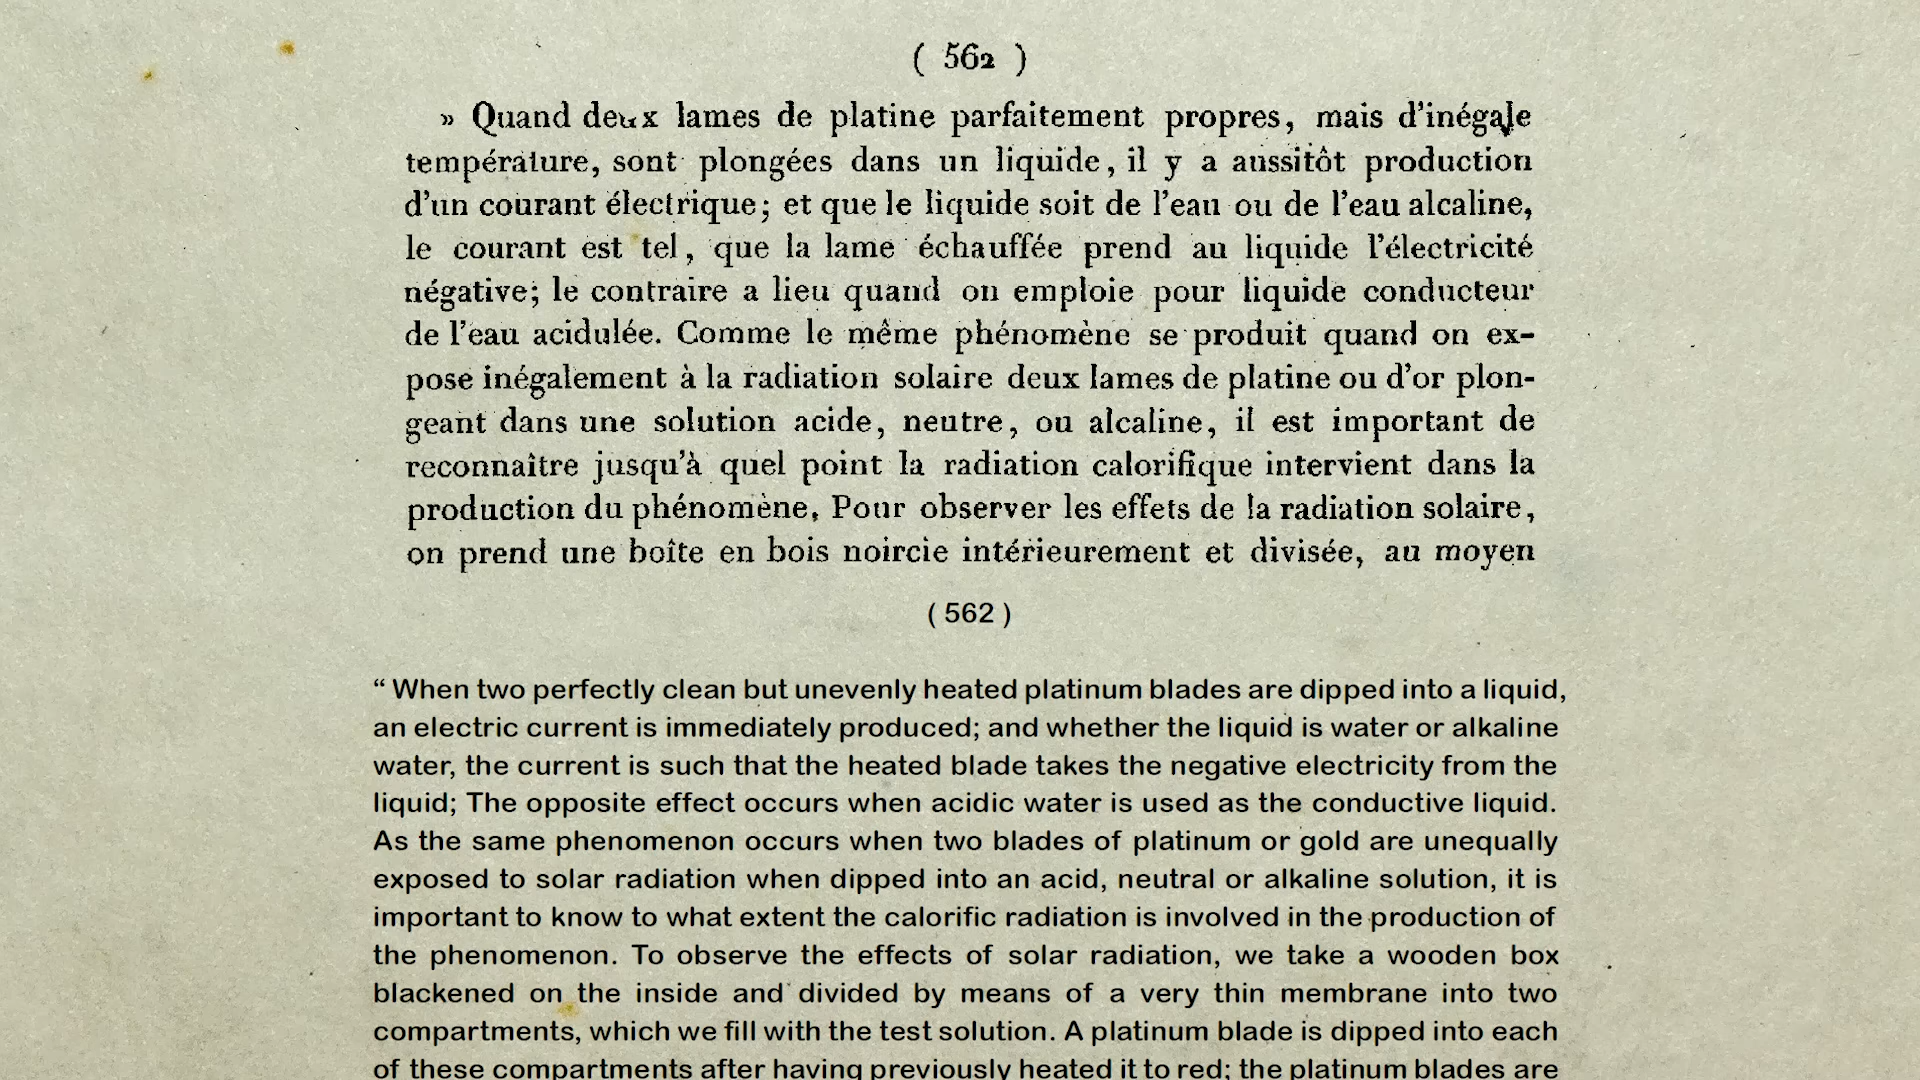 ( 562 )
» Quand deux lames de platine parfaitement propres, mais d'inégale
température, sont plongées dans un liquide, il y a aussitôt production
d'un courant électrique; et que le liquide soit de l'eau ou de l'eau alcaline,
le courant est tel, que la lame échauffée prend au liquide l'électricité
négative; le contraire a lieu quand on emploie pour liquide conducteur
de l'eau acidulée. Comme le même phénomène se produit quand on ex-
pose inégalement à la radiation solaire deux lames de platine ou d'or plon-
geant dans une solution acide, neutre, ou alcaline, il est important de
reconnaître jusqu'à quel point la radiation calorifique intervient dans la
production du phénomène. Pour observer les effets de la radiation solaire,
on prend une boîte en bois noircie intérieurement et divisée, au moyen
( 562 )
“ When two perfectly clean but unevenly heated platinum blades are dipped into a liquid,
an electric current is immediately produced; and whether the liquid is water or alkaline
water, the current is such that the heated blade takes the negative electricity from the
liquid; The opposite effect occurs when acidic water is used as the conductive liquid.
As the same phenomenon occurs when two blades of platinum or gold are unequally
exposed to solar radiation when dipped into an acid, neutral or alkaline solution, it is
important to know to what extent the calorific radiation is involved in the production of
the phenomenon. To observe the effects of solar radiation, we take a wooden box
blackened on the inside and divided by means of a very thin membrane into two
compartments, which we fill with the test solution. A platinum blade is dipped into each
of these compartments after having previously heated it to red; the platinum blades are